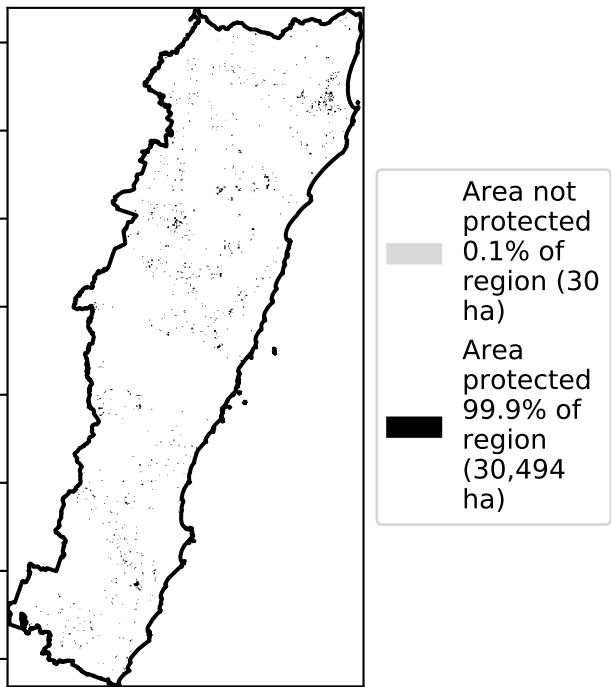 Area not
protected
0.1% of
region (30
ha)
Area
protected
99.9% of
region
(30,494
ha)